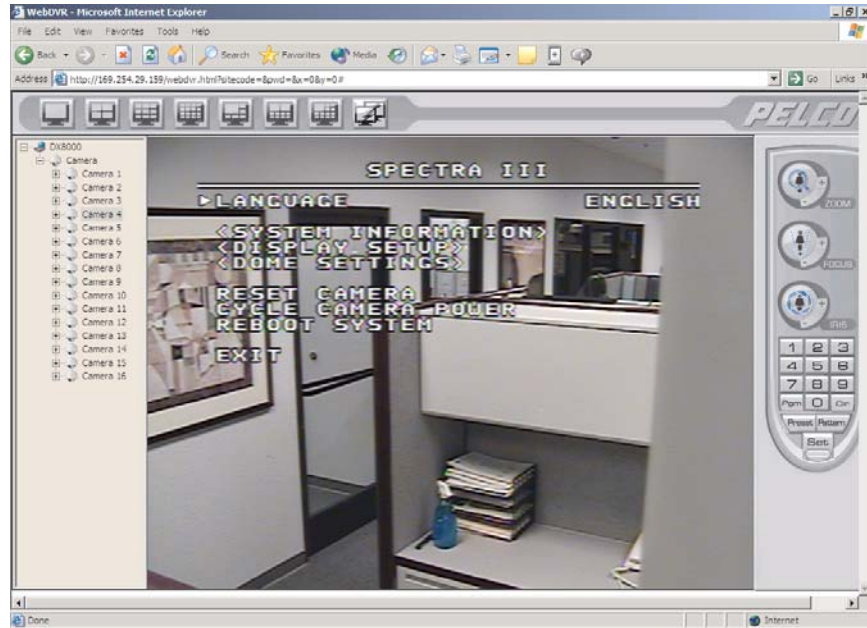 WebDVR - Microsoft Internet Explorer
File Edit View Favorites Tools Help
Back Search Favorites Media
Address http://169.254.29.159/webdvr.html?sitecode=&pwd=&x=0&y=0# Go Links »
PELCO
DX8000
Camera
Camera 1
Camera 2
Camera 3
Camera 4
Camera 5
Camera 6
Camera 7
Camera 8
Camera 9
Camera 10
Camera 11
Camera 12
Camera 13
Camera 14
Camera 15
Camera 16
SPECTRA III
LANGUAGE ENGLISH
<SYSTEM INFORMATION>
<DISPLAY SETUP>
<DOME SETTINGS>
RESET CAMERA
CYCLE CAMERA POWER
REBOOT SYSTEM
EXIT
ZOOM
FOCUS
IRIS
1 2 3
4 5 6
7 8 9
Pgm 0 Clr
Preset Pattern
Set
Done Internet